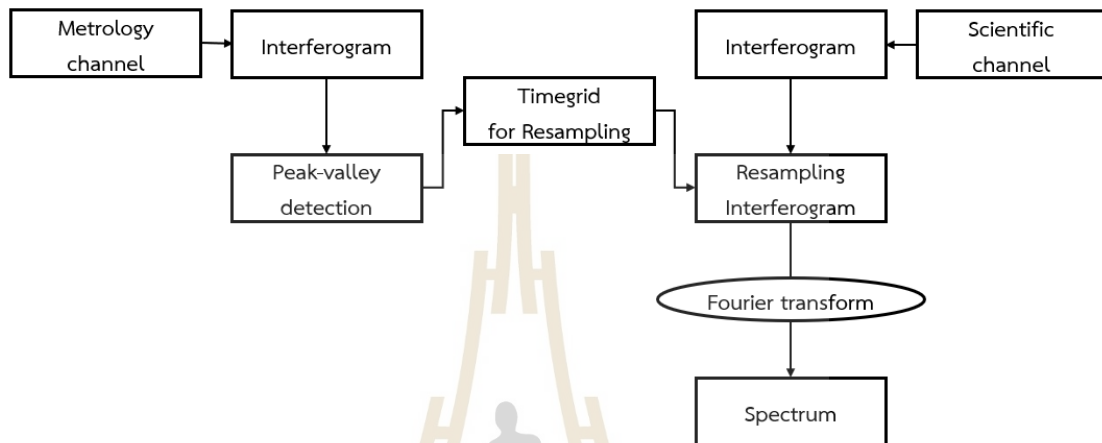 Metrology
channel
Interferogram
Peak-valley
detection
Timegrid
for Resampling
Interferogram
Scientific
channel
Resampling
Interferogram
Fourier transform
Spectrum